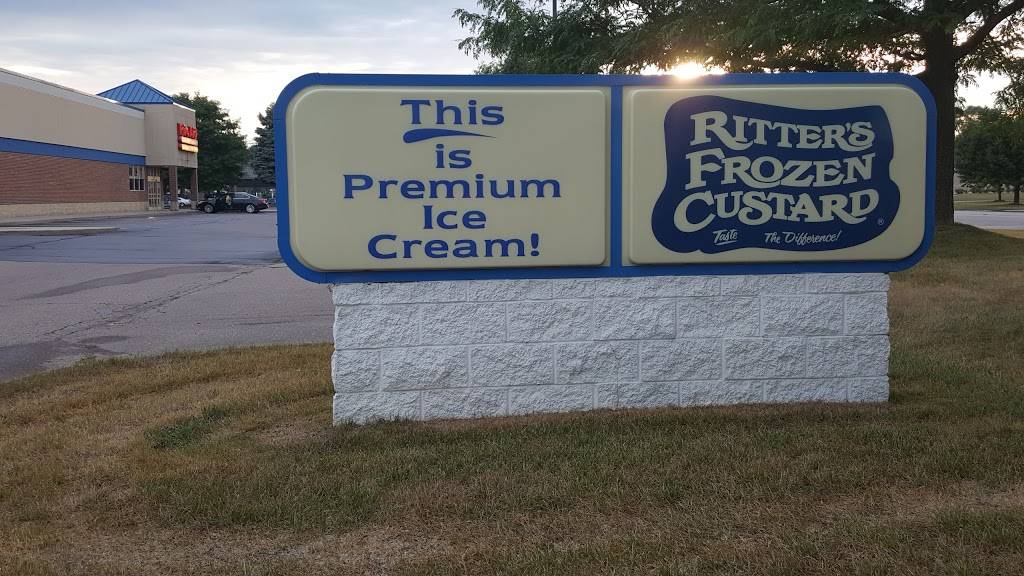 This
is
Premium
Ice
Cream!
RITTER'S
FROZEN
CUSTARD®
Taste The Difference!